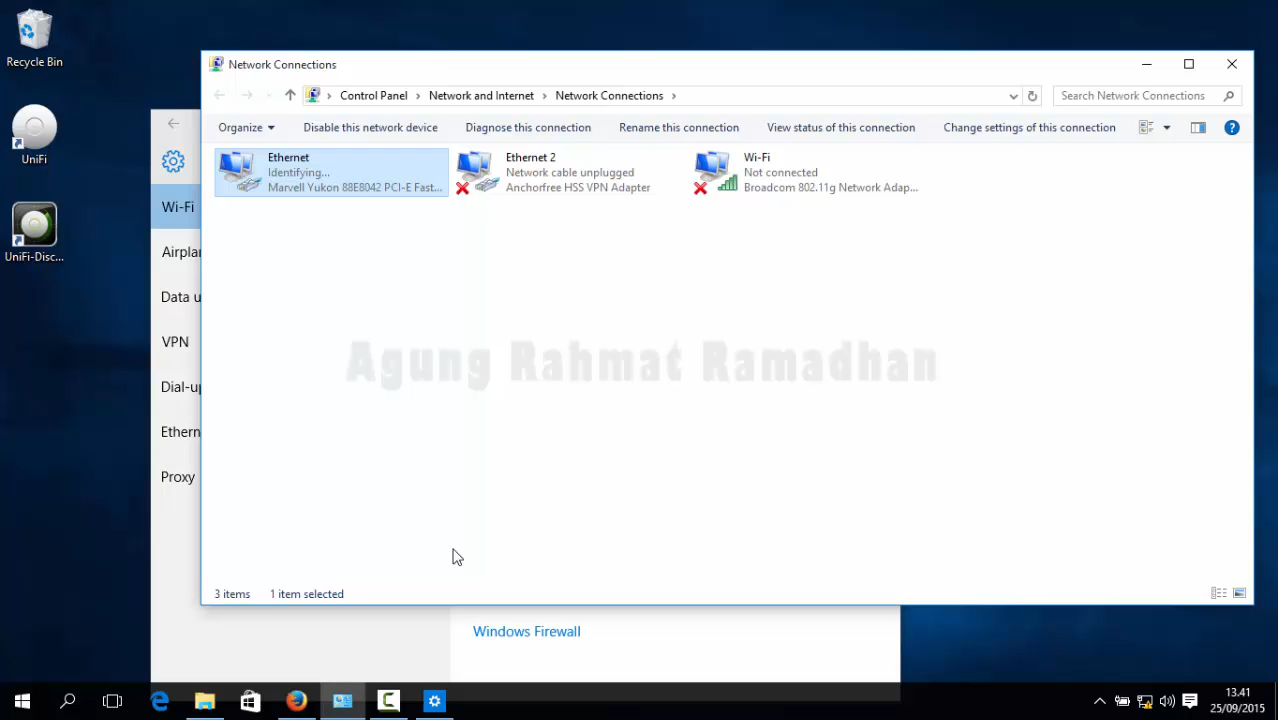 Recycle Bin
UniFi
UniFi-Disc...
Network Connections
Control Panel > Network and Internet > Network Connections >
Search Network Connections
Organize
Disable this network device
Diagnose this connection
Rename this connection
View status of this connection
Change settings of this connection
Ethernet
Identifying...
Marvell Yukon 88E8042 PCI-E Fast...
Ethernet 2
Network cable unplugged
Anchorfree HSS VPN Adapter
Wi-Fi
Not connected
Broadcom 802.11g Network Adap...
Wi-Fi
Airplan
Data u
VPN
Dial-up
Ethern
Proxy
Agung Rahmat Ramadhan
3 items
1 item selected
Windows Firewall
13.41
25/09/2015